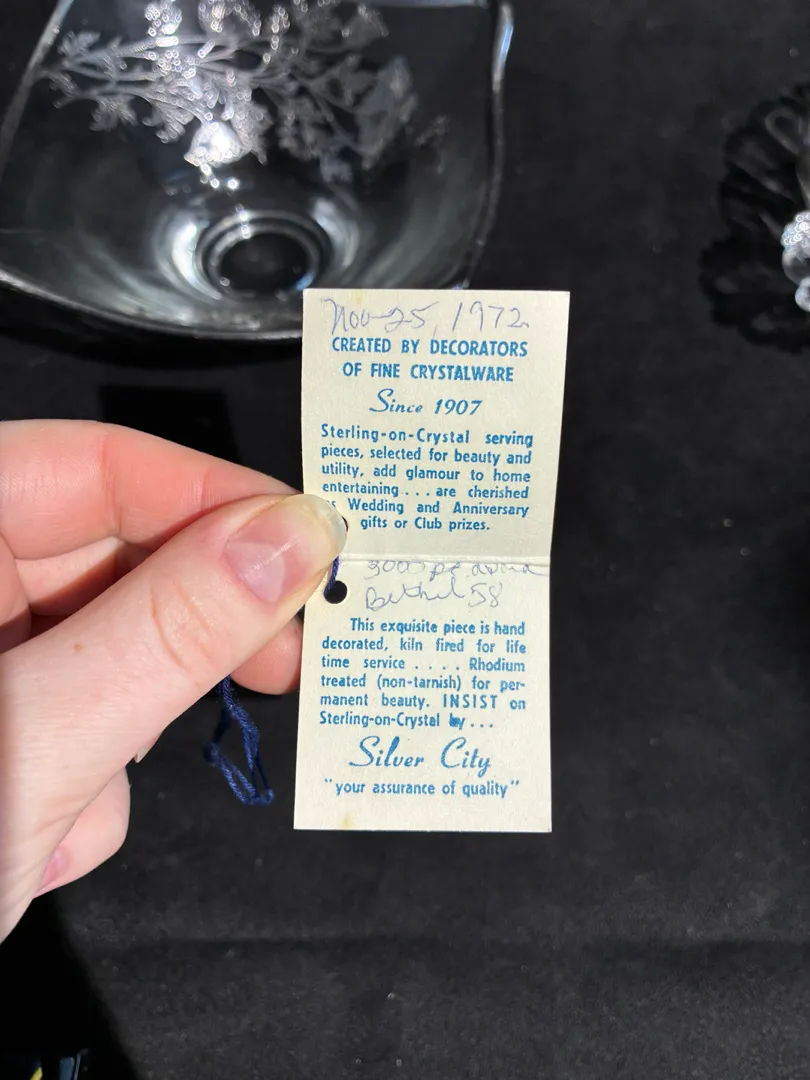 Nov-25, 1972
CREATED BY DECORATORS
OF FINE CRYSTALWARE
Since 1907
Sterling-on-Crystal serving
pieces, selected for beauty and
utility, add glamour to home
entertaining . . . are cherished
Wedding and Anniversary
gifts or Club prizes.
Bethel 58
This exquisite piece is hand
decorated, kiln fired for life
time service . . . . Rhodium
treated (non-tarnish) for per-
manent beauty. INSIST on
Sterling-on-Crystal by . . .
Silver City
"your assurance of quality"